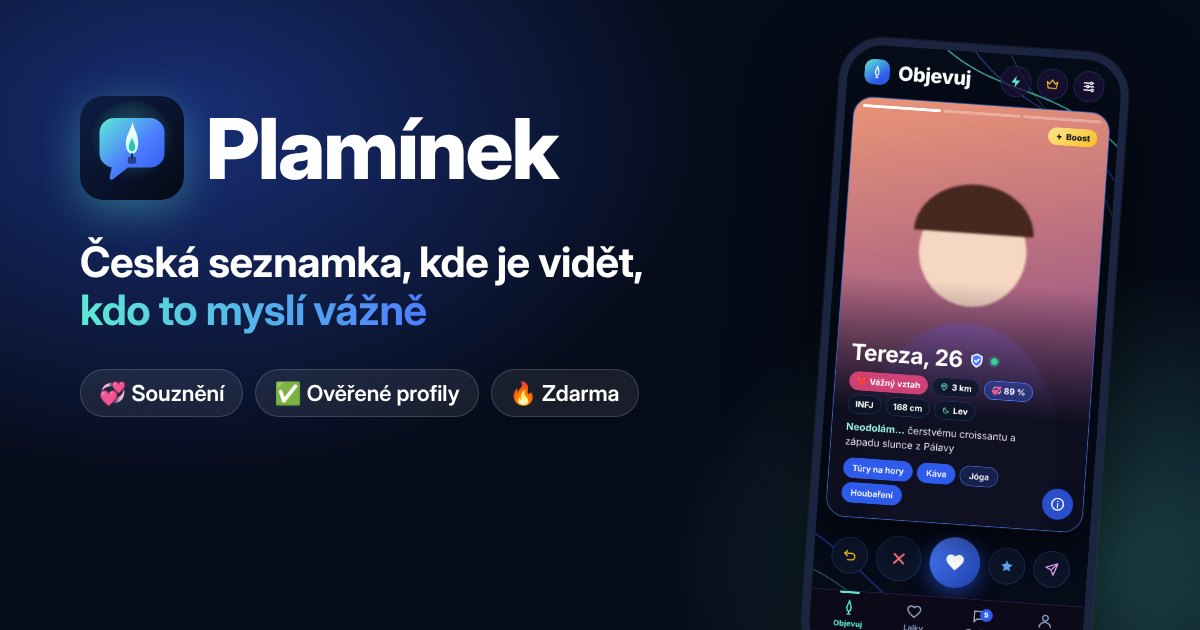 Plamínek
Česká seznamka, kde je vidět,
kdo to myslí vážně
💞 Souznění
✅ Ověřené profily
🔥 Zdarma
Objevuj
Boost
Tereza, 26
Vážný vztah
3 km
89 %
INFJ
168 cm
Lev
Neodolám... čerstvému croissantu a
západu slunce z Pálavy
Túry na hory
Káva
Jóga
Houbaření
Objevuj
Lajky
5